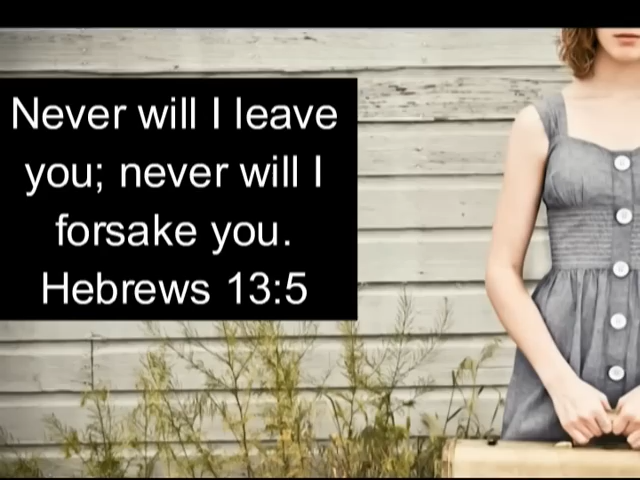 Never will I leave
you; never will I
forsake you.
Hebrews 13:5